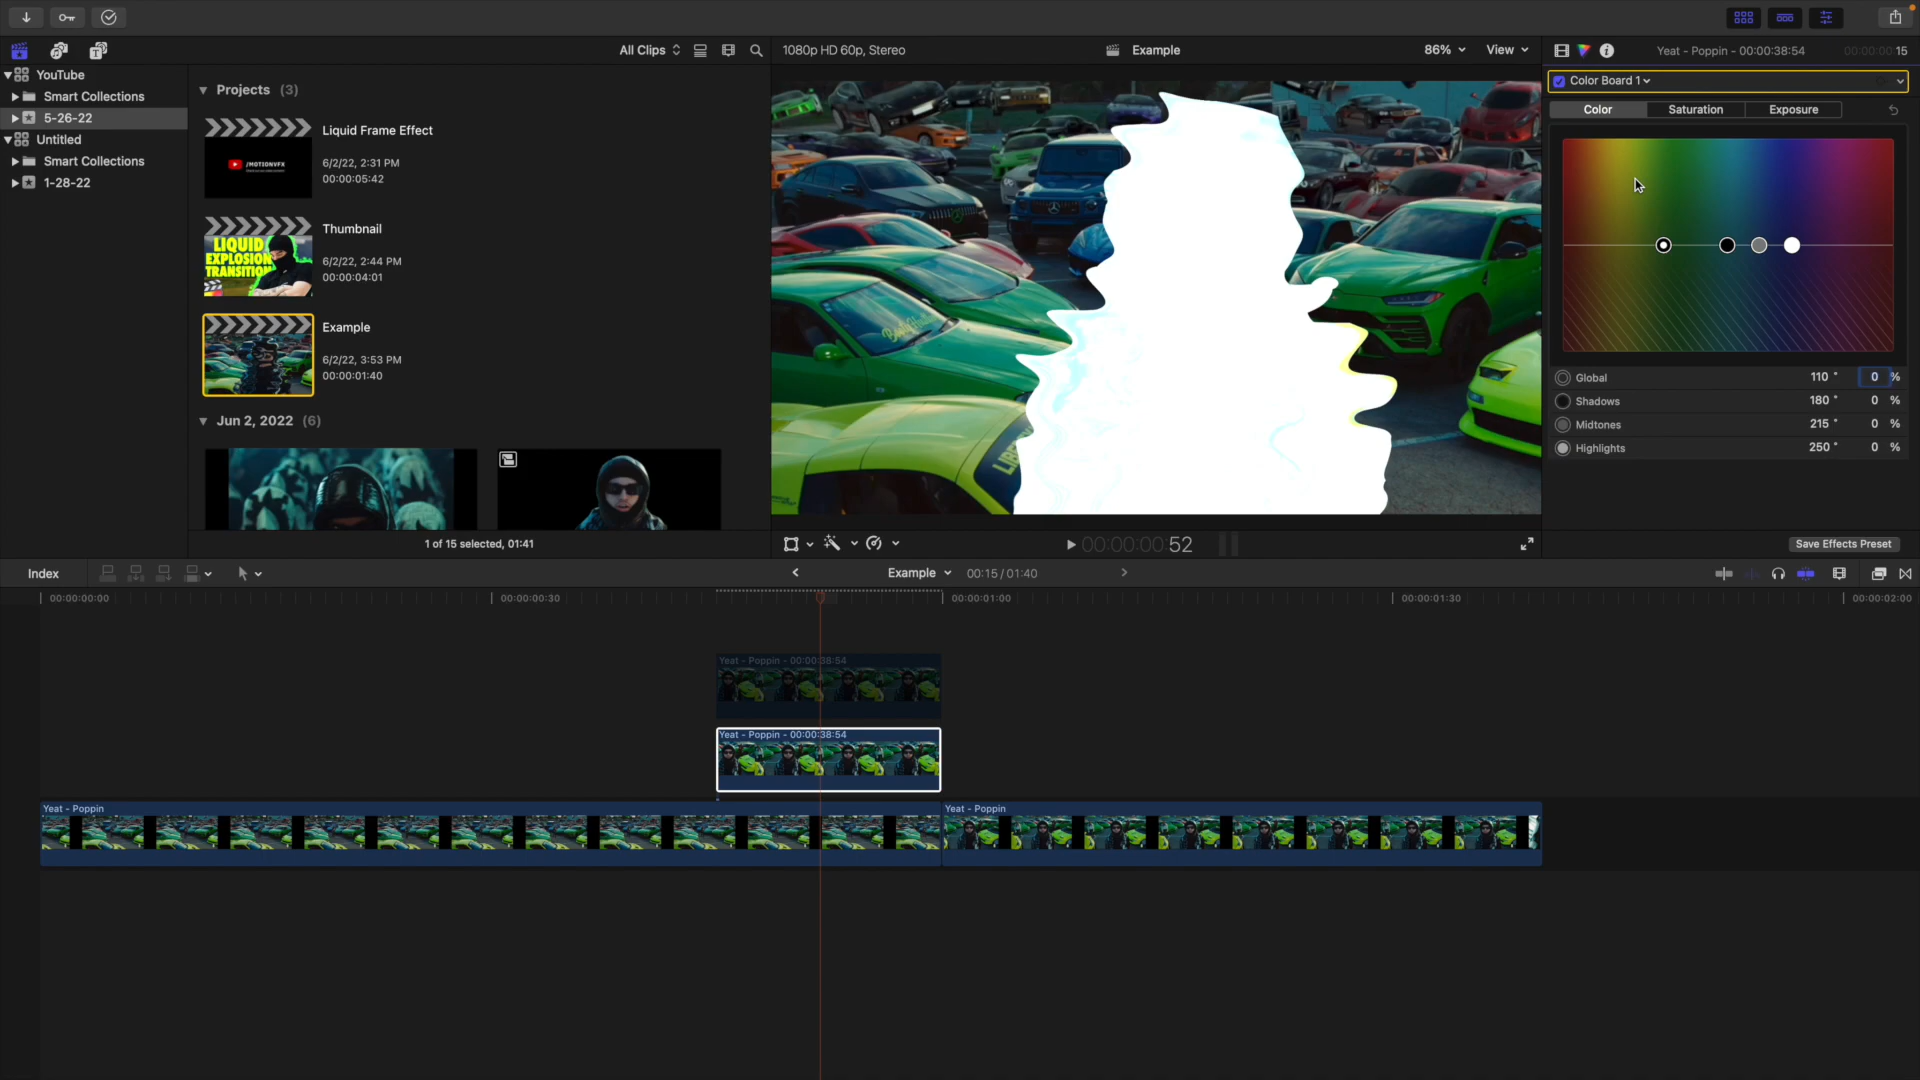 All Clips
1080p HD 60p, Stereo
Example
86%
View
Yeat - Poppin - 00:00:38:54
00:00:00:15
YouTube
Smart Collections
5-26-22
Untitled
Smart Collections
1-28-22
Projects (3)
Liquid Frame Effect
6/2/22, 2:31 PM
00:00:05:42
/MOTIONVFX
Thumbnail
6/2/22, 2:44 PM
00:00:04:01
LIQUID
EXPLOSION
TRANSITION
Example
6/2/22, 3:53 PM
00:00:01:40
Jun 2, 2022 (6)
1 of 15 selected, 01:41
00:00:00:52
Color Board 1
Color
Saturation
Exposure
Global 110 ° 0 %
Shadows 180 ° 0 %
Midtones 215 ° 0 %
Highlights 250 ° 0 %
Save Effects Preset
Index
Example
00:15 / 01:40
00:00:00:00
00:00:00:30
00:00:01:00
00:00:01:30
00:00:02:00
Yeat - Poppin - 00:00:38:54
Yeat - Poppin - 00:00:38:54
Yeat - Poppin
Yeat - Poppin